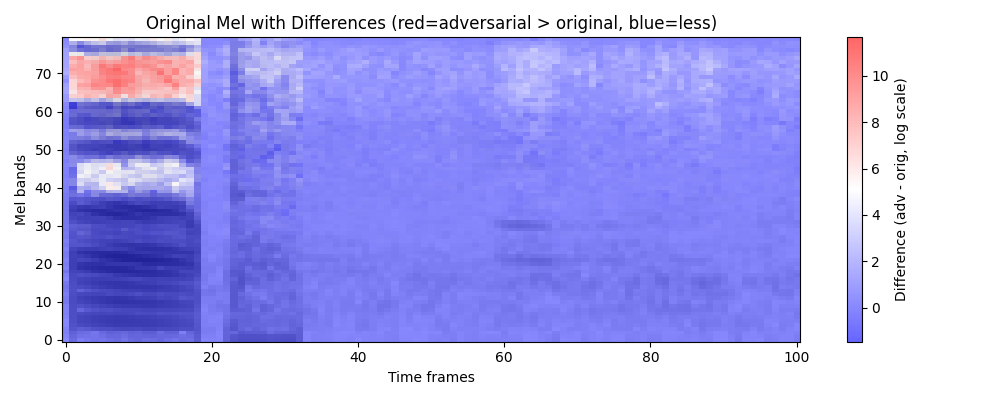 Original Mel with Differences (red=adversarial > original, blue=less)
Mel bands
70
60
50
40
30
20
10
0
0 20 40 60 80 100
Time frames
10
8
6
4
2
0
Difference (adv - orig, log scale)